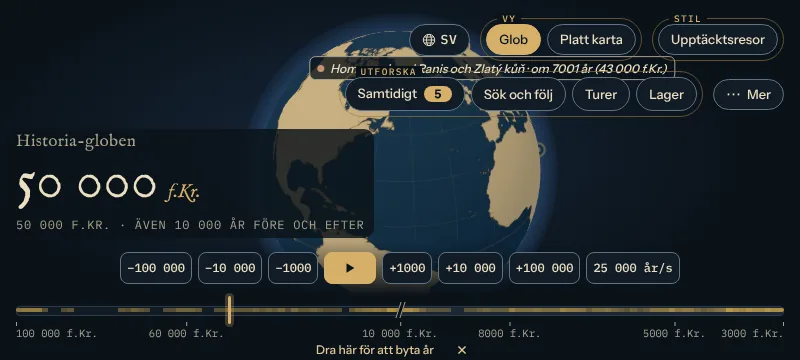 VY
STIL
SV
Glob
Platt karta
Upptäcktsresor
Ranis och Zlatý kůň · om 7001 år (43 000 f.Kr.)
UTFORSKA
Samtidigt 5
Sök och följ
Turer
Lager
··· Mer
Historia-globen
50 000 f.Kr.
50 000 F.KR. · ÄVEN 10 000 ÅR FÖRE OCH EFTER
−100 000
−10 000
−1000
+1000
+10 000
+100 000
25 000 år/s
100 000 f.Kr.
60 000 f.Kr.
10 000 f.Kr.
8000 f.Kr.
5000 f.Kr.
3000 f.Kr.
Dra här för att byta år ×